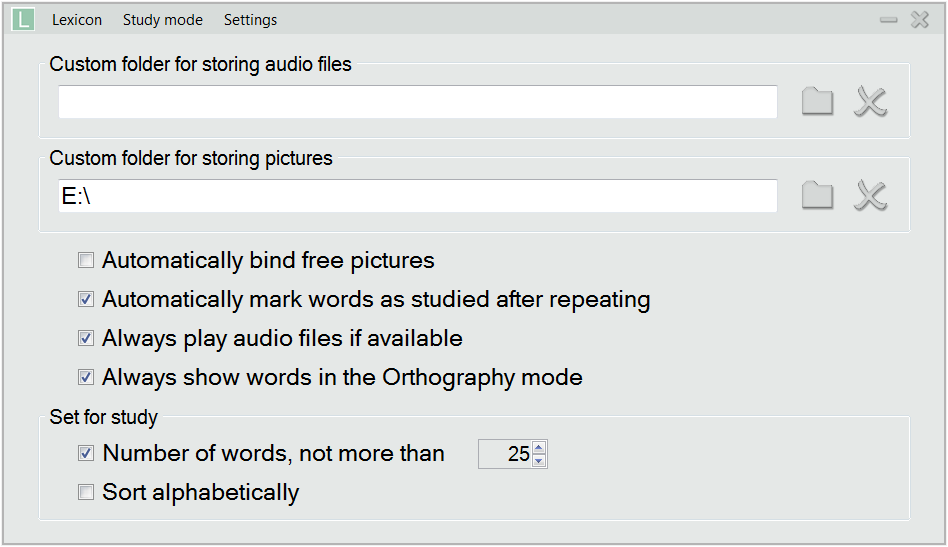 L Lexicon Study mode Settings
Custom folder for storing audio files
Custom folder for storing pictures
E:\
Automatically bind free pictures
Automatically mark words as studied after repeating
Always play audio files if available
Always show words in the Orthography mode
Set for study
Number of words, not more than 25
Sort alphabetically